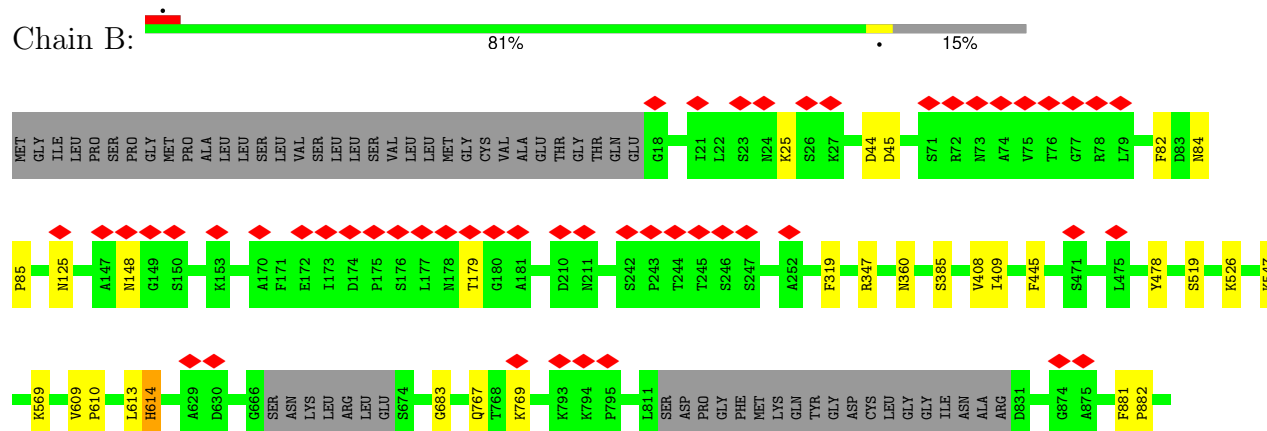 Chain B: 81% 15%
MET GLY ILE LEU PRO SER PRO GLY MET PRO ALA LEU LEU SER LEU VAL SER LEU LEU SER VAL LEU LEU MET GLY CYS VAL ALA GLU THR GLY THR GLN GLU G18 I21 L22 S23 N24 K25 S26 K27 D44 D45 S71 R72 N73 A74 V75 T76 G77 R78 L79 F82 D83 N84
P85 N125 A147 N148 G149 S150 K153 A170 F171 E172 I173 D174 P175 S176 L177 N178 T179 G180 A181 D210 N211 S242 P243 T244 T245 S246 S247 A252 F319 R347 N360 S385 V408 I409 F445 S471 L475 Y478 S519 K526
K569 V609 P610 L613 H614 A629 D630 G666 SER ASN LYS LEU ARG LEU GLU S674 G683 Q767 T768 K769 K793 K794 P795 L811 SER ASP PRO GLY PHE MET LYS GLN TYR GLY ASP CYS LEU GLY GLY ILE ASN ALA ARG D831 G874 A875 F881 P882